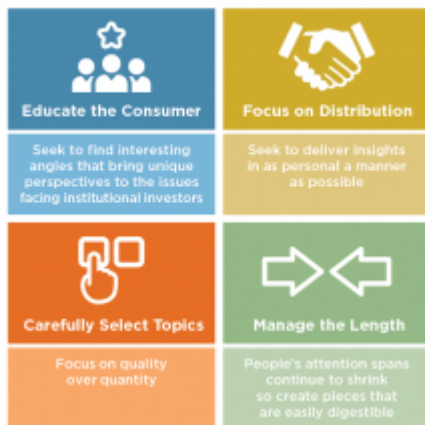 Educate the Consumer
Seek to find interesting
angles that bring unique
perspectives to the issues
facing institutional investors
Focus on Distribution
Seek to deliver insights
in as personal a manner
as possible
Carefully Select Topics
Focus on quality
over quantity
Manage the Length
People's attention spans
continue to shrink
so create pieces that
are easily digestible